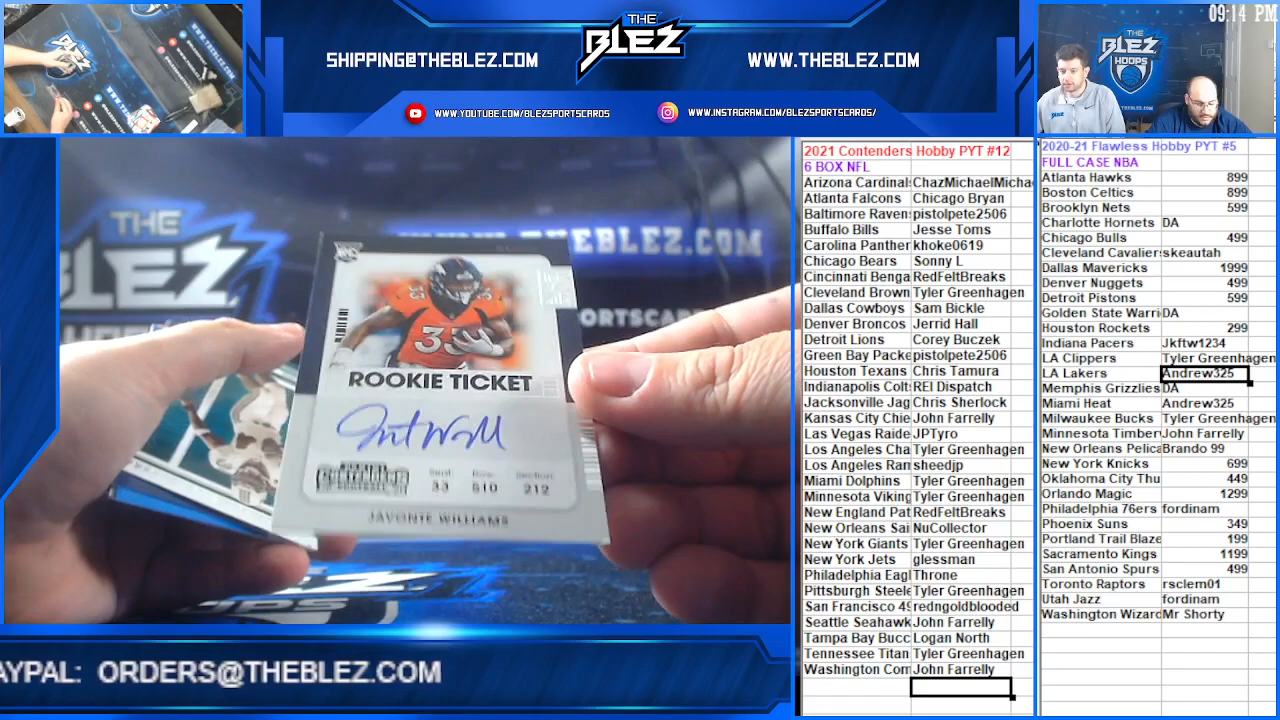 THE
BLEZ
SHIPPING@THEBLEZ.COM
WWW.THEBLEZ.COM
WWW.YOUTUBE.COM/BLEZSPORTSCARDS
WWW.INSTAGRAM.COM/BLEZSPORTSCARDS/
09:14 PM
THE
BLEZ
HOOPS
THE
BLEZ
THEBLEZ.COM
RC
33
ROOKIE TICKET
CONTENDERS
33 510 212
JAVONTE WILLIAMS
AYPAL: ORDERS@THEBLEZ.COM
2021 Contenders Hobby PYT #12
6 BOX NFL
Arizona Cardinal ChazMichaelMicha
Atlanta Falcons Chicago Bryan
Baltimore Raven pistolpete2506
Buffalo Bills Jesse Toms
Carolina Panther khoke0619
Chicago Bears Sonny L
Cincinnati Benga RedFeltBreaks
Cleveland Brown Tyler Greenhagen
Dallas Cowboys Sam Bickle
Denver Broncos Jerrid Hall
Detroit Lions Corey Buczek
Green Bay Packe pistolpete2506
Houston Texans Chris Tamura
Indianapolis Colt REI Dispatch
Jacksonville Jag Chris Sherlock
Kansas City Chie John Farrelly
Las Vegas Raide JPTyro
Los Angeles Cha Tyler Greenhagen
Los Angeles Ram sheedjp
Miami Dolphins Tyler Greenhagen
Minnesota Viking Tyler Greenhagen
New England Pat RedFeltBreaks
New Orleans Sai NuCollector
New York Giants Tyler Greenhagen
New York Jets glessman
Philadelphia Eagl Throne
Pittsburgh Steele Tyler Greenhagen
San Francisco 49 redngoldblooded
Seattle Seahawk John Farrelly
Tampa Bay Bucc Logan North
Tennessee Titan Tyler Greenhagen
Washington Com John Farrelly
2020-21 Flawless Hobby PYT #5
FULL CASE NBA
Atlanta Hawks 899
Boston Celtics 899
Brooklyn Nets 599
Charlotte Hornets DA
Chicago Bulls 499
Cleveland Cavalier skeautah
Dallas Mavericks 1999
Denver Nuggets 499
Detroit Pistons 599
Golden State Warri DA
Houston Rockets 299
Indiana Pacers Jkftw1234
LA Clippers Tyler Greenhagen
LA Lakers Andrew325
Memphis Grizzlies DA
Miami Heat Andrew325
Milwaukee Bucks Tyler Greenhagen
Minnesota Timber John Farrelly
New Orleans Pelica Brando 99
New York Knicks 699
Oklahoma City Thu 449
Orlando Magic 1299
Philadelphia 76ers fordinam
Phoenix Suns 349
Portland Trail Blaze 199
Sacramento Kings 1199
San Antonio Spurs 499
Toronto Raptors rsclem01
Utah Jazz fordinam
Washington Wizard Mr Shorty